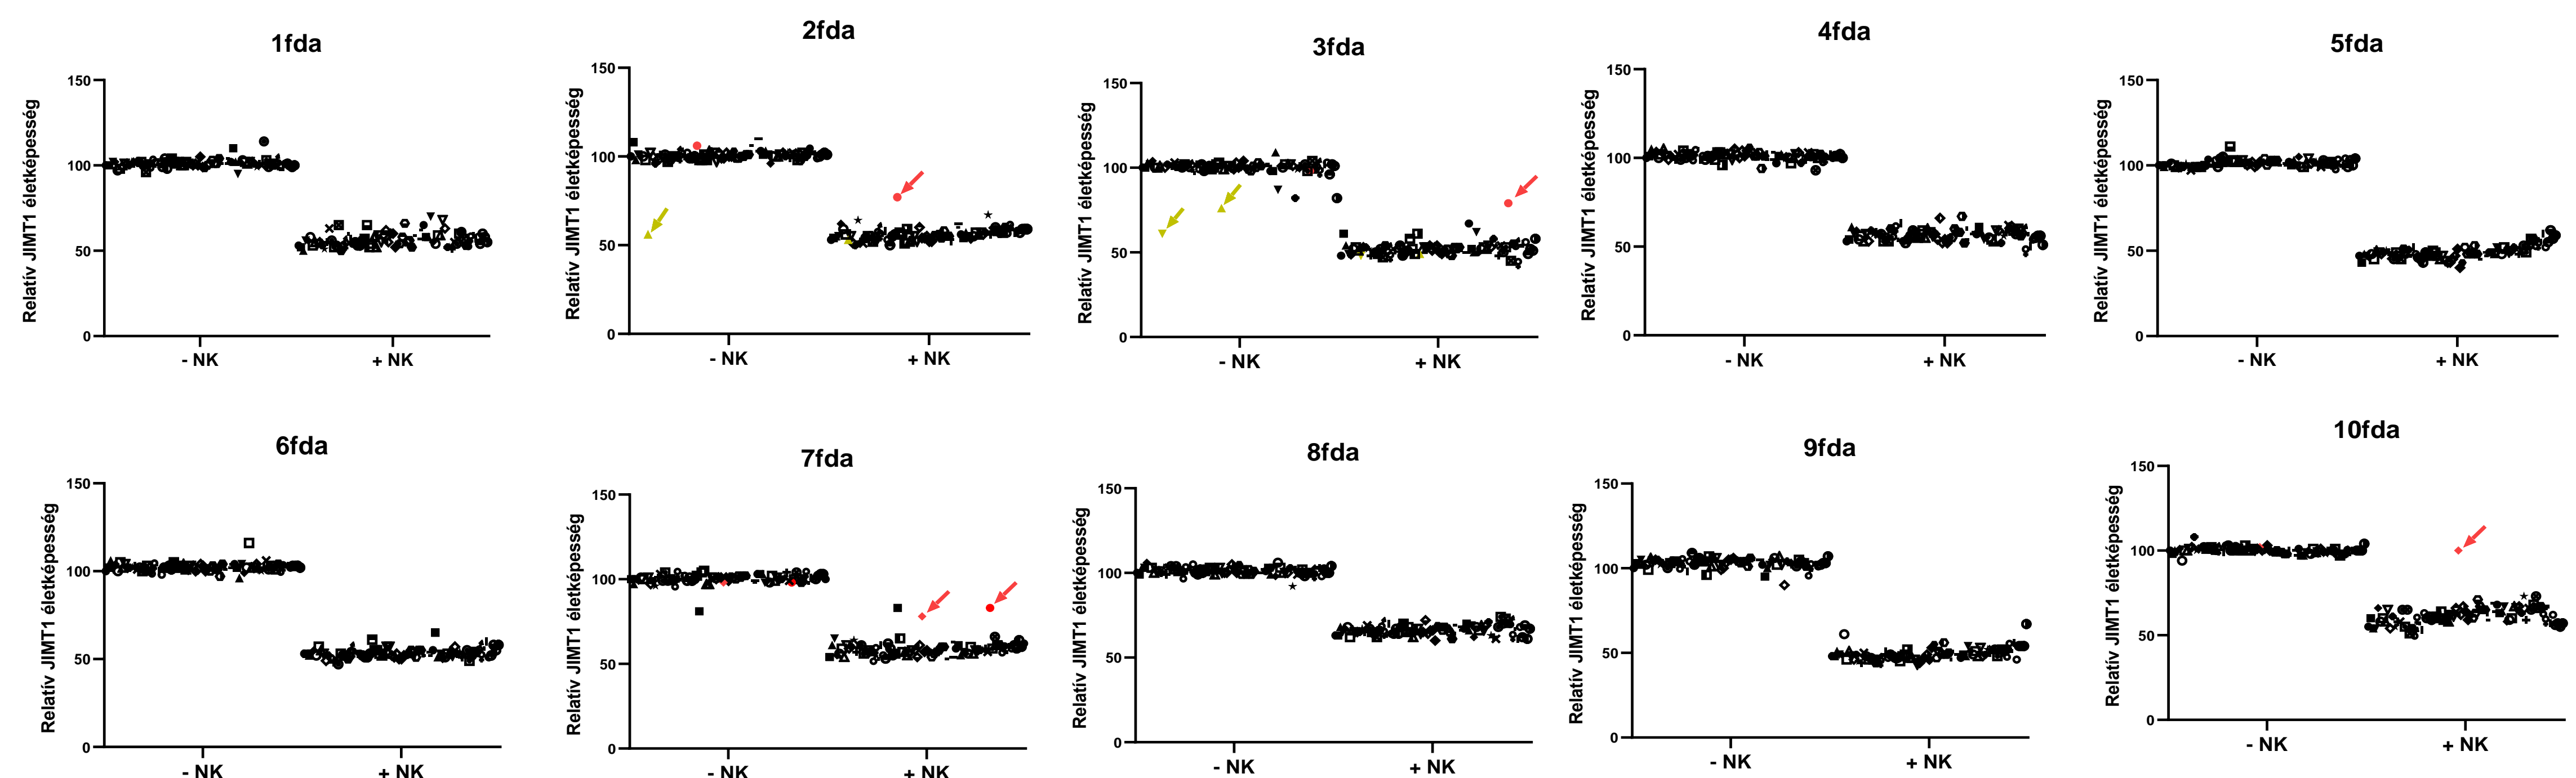 1fda
Relatív JIMT1 életképesség
150
100
50
0
- NK
+ NK
2fda
Relatív JIMT1 életképesség
150
100
50
0
- NK
+ NK
3fda
Relatív JIMT1 életképesség
150
100
50
0
- NK
+ NK
4fda
Relatív JIMT1 életképesség
150
100
50
0
- NK
+ NK
5fda
Relatív JIMT1 életképesség
150
100
50
0
- NK
+ NK
6fda
Relatív JIMT1 életképesség
150
100
50
0
- NK
+ NK
7fda
Relatív JIMT1 életképesség
150
100
50
0
- NK
+ NK
8fda
Relatív JIMT1 életképesség
150
100
50
0
- NK
+ NK
9fda
Relatív JIMT1 életképesség
150
100
50
0
- NK
+ NK
10fda
Relatív JIMT1 életképesség
150
100
50
0
- NK
+ NK